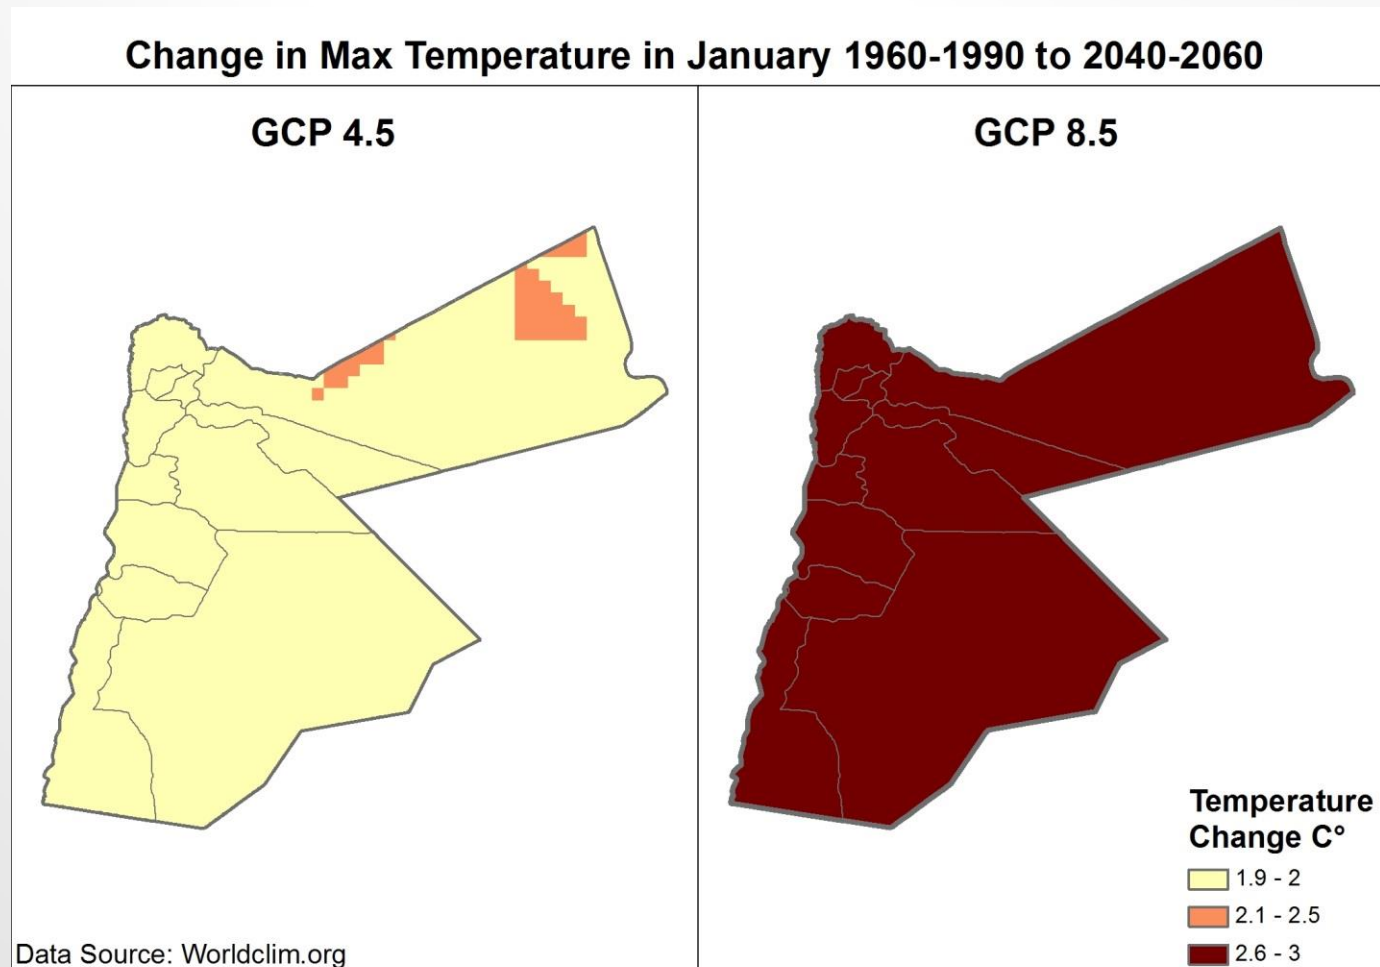 Change in Max Temperature in January 1960-1990 to 2040-2060
GCP 4.5
GCP 8.5
Temperature
Change C°
1.9 - 2
2.1 - 2.5
2.6 - 3
Data Source: Worldclim.org